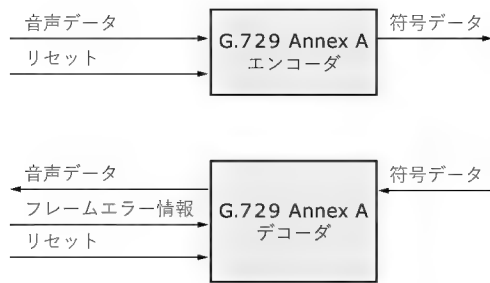 音声データ
リセット
G.729 Annex A
エンコーダ
符号データ
音声データ
フレームエラー情報
リセット
G.729 Annex A
デコーダ
符号データ